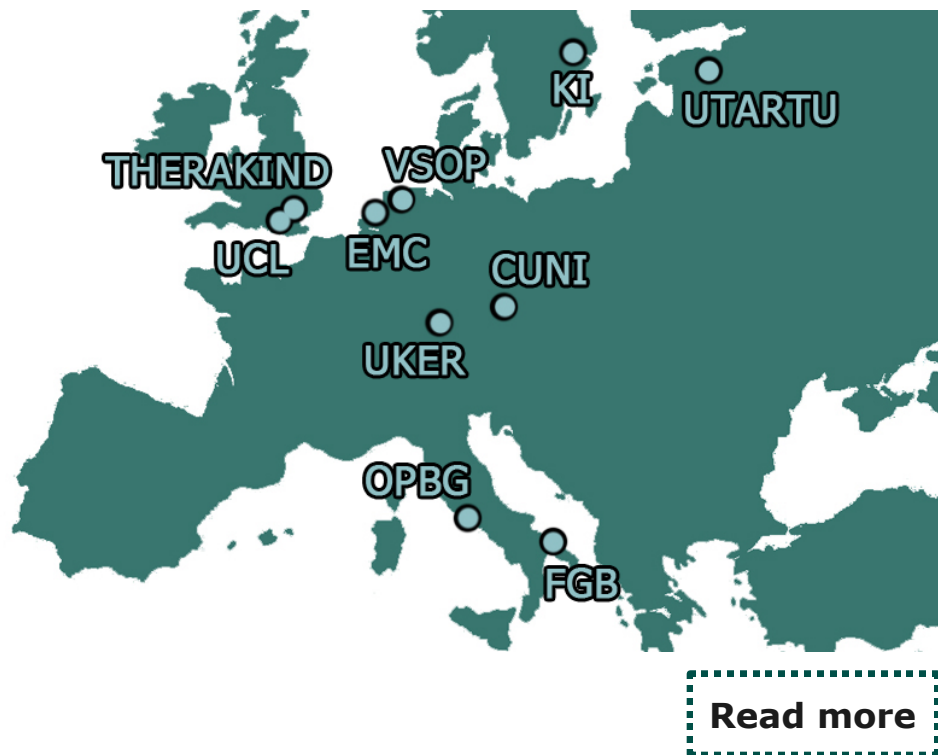 KI
UTARTU
THERAKIND
VSOP
UCL
EMC
CUNI
UKER
OPBG
FGB
Read more